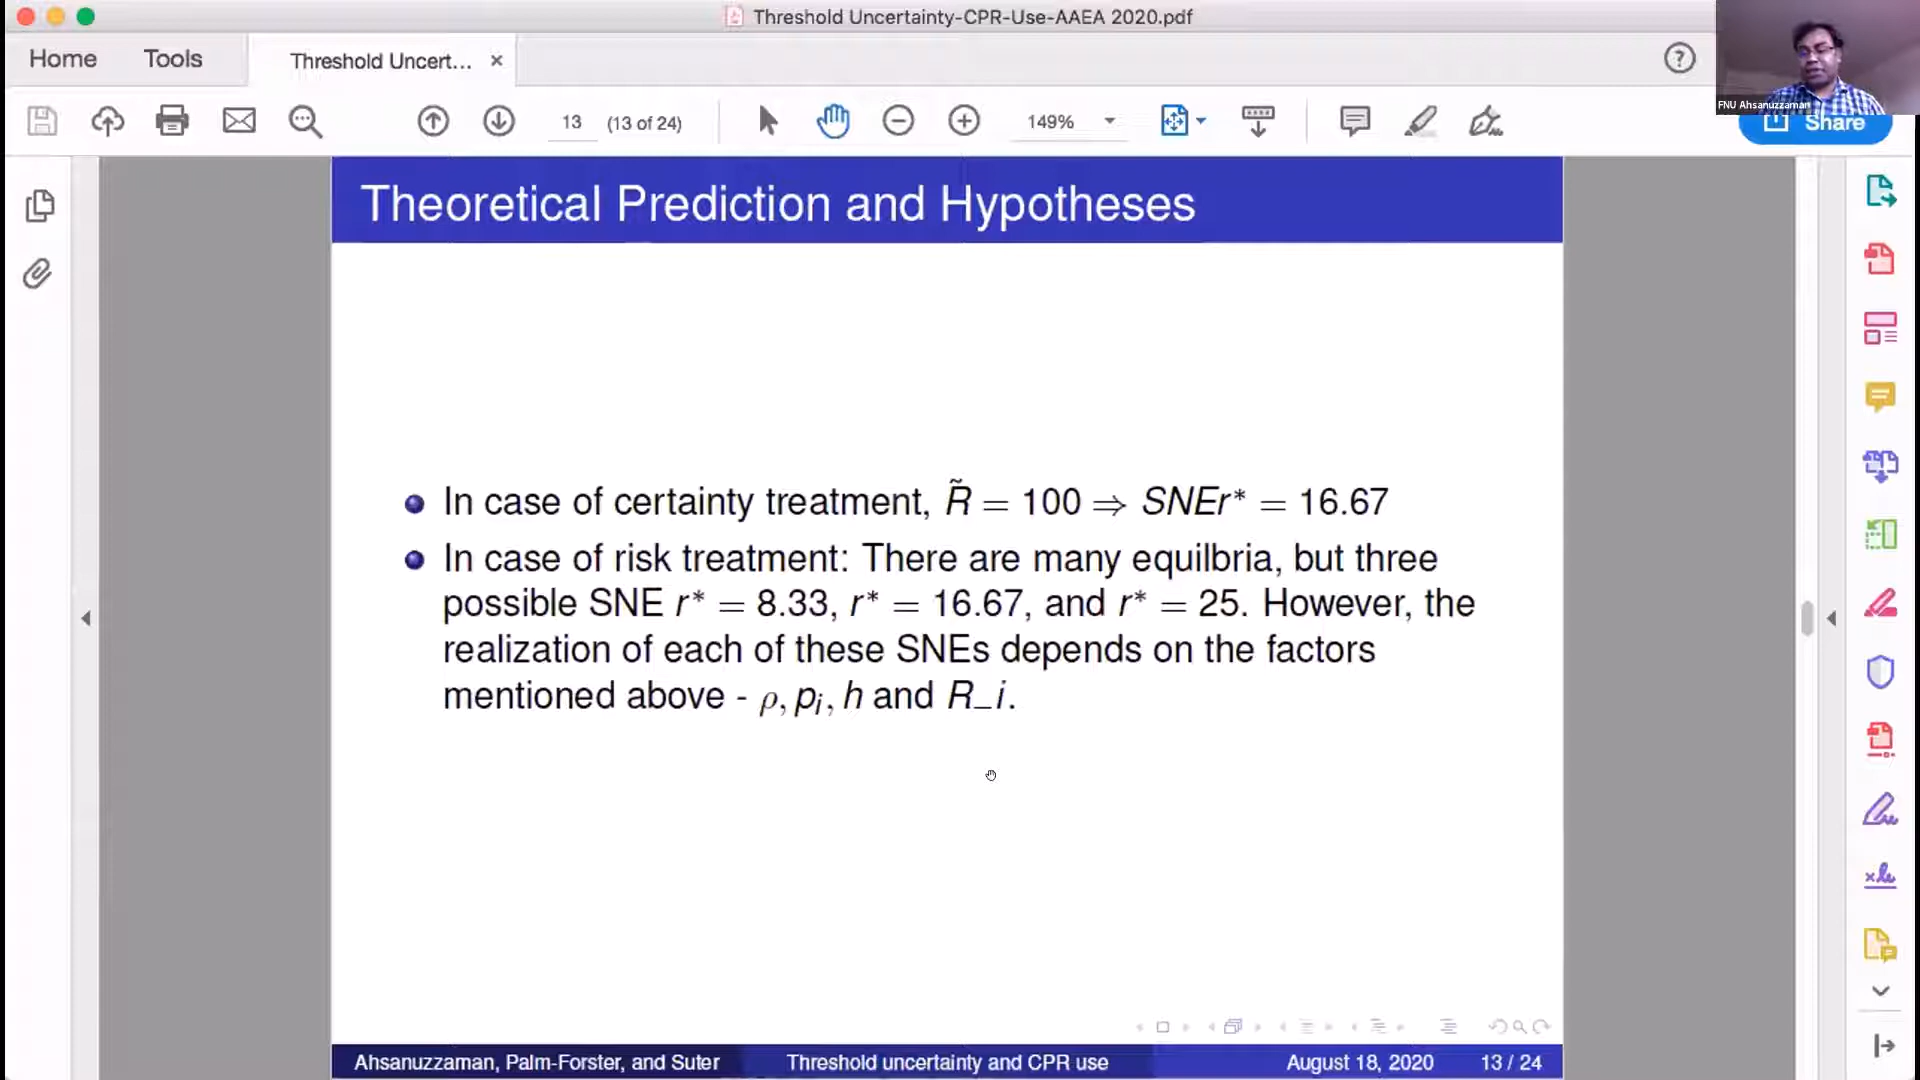 Threshold Uncertainty-CPR-Use-AAEA 2020.pdf
Home Tools Threshold Uncert... ×
FNU Ahsanuzzaman
13 (13 of 24) 149% Share
Theoretical Prediction and Hypotheses
In case of certainty treatment, R̃ = 100 ⇒ SNEr* = 16.67
In case of risk treatment: There are many equilbria, but three
possible SNE r* = 8.33, r* = 16.67, and r* = 25. However, the
realization of each of these SNEs depends on the factors
mentioned above - ρ, pᵢ, h and R_i.
Ahsanuzzaman, Palm-Forster, and Suter Threshold uncertainty and CPR use August 18, 2020 13 / 24